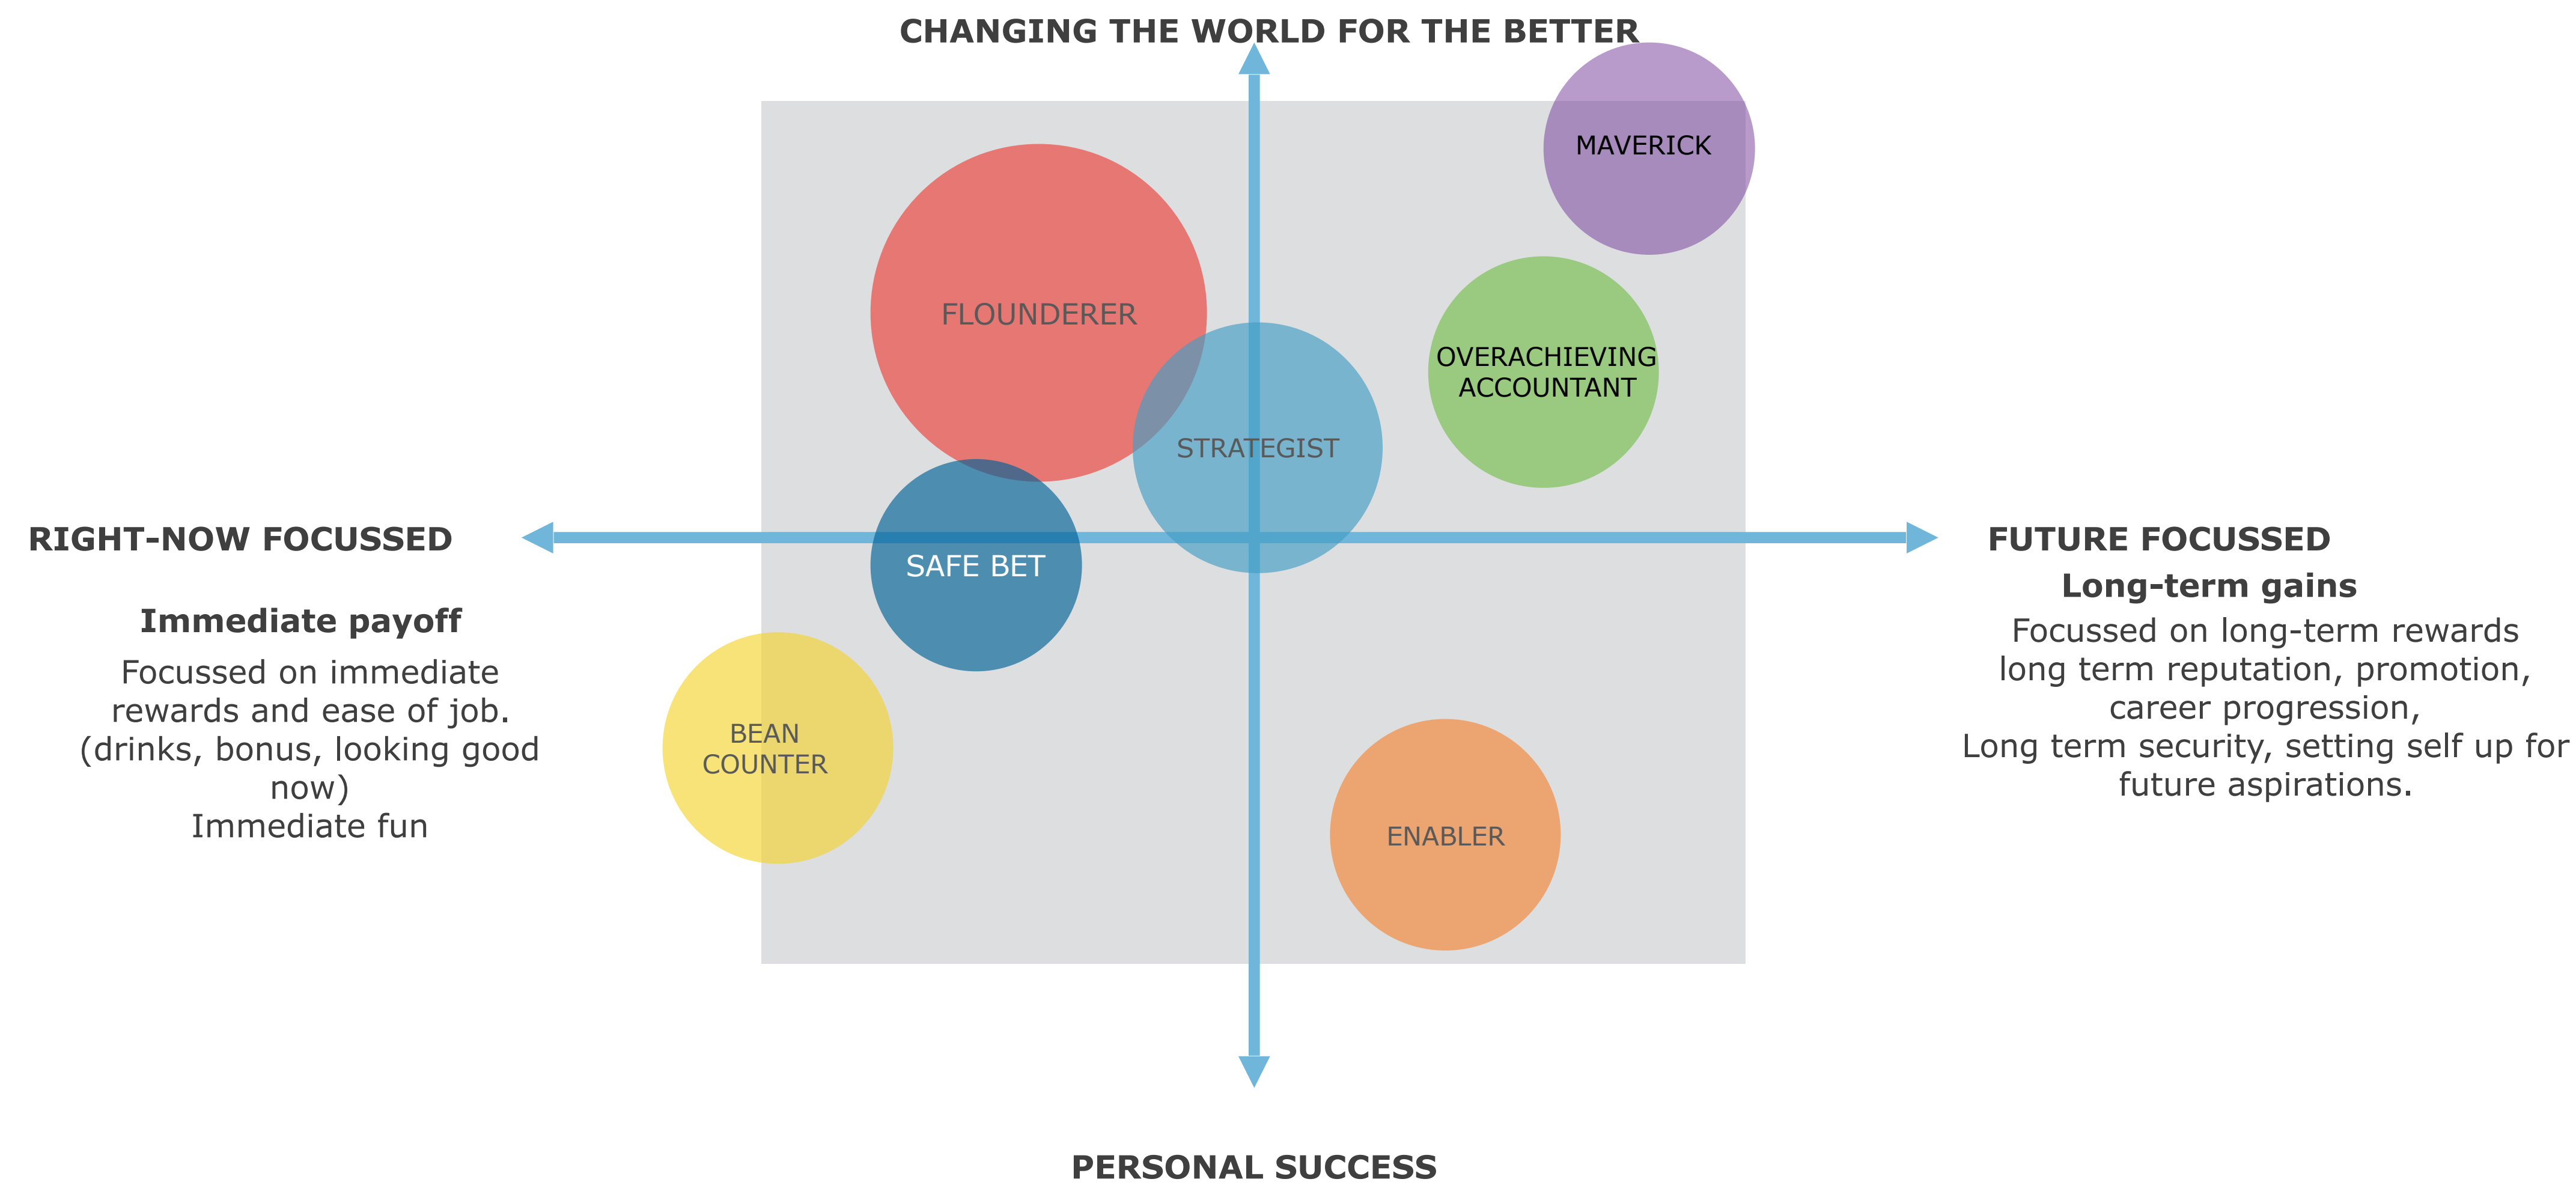 CHANGING THE WORLD FOR THE BETTER
MAVERICK
FLOUNDERER
OVERACHIEVING
ACCOUNTANT
STRATEGIST
RIGHT-NOW FOCUSSED
SAFE BET
FUTURE FOCUSSED
Immediate payoff
Focussed on immediate
rewards and ease of job.
(drinks, bonus, looking good
now)
Immediate fun
Long-term gains
Focussed on long-term rewards
long term reputation, promotion,
career progression,
Long term security, setting self up for
future aspirations.
BEAN
COUNTER
ENABLER
PERSONAL SUCCESS